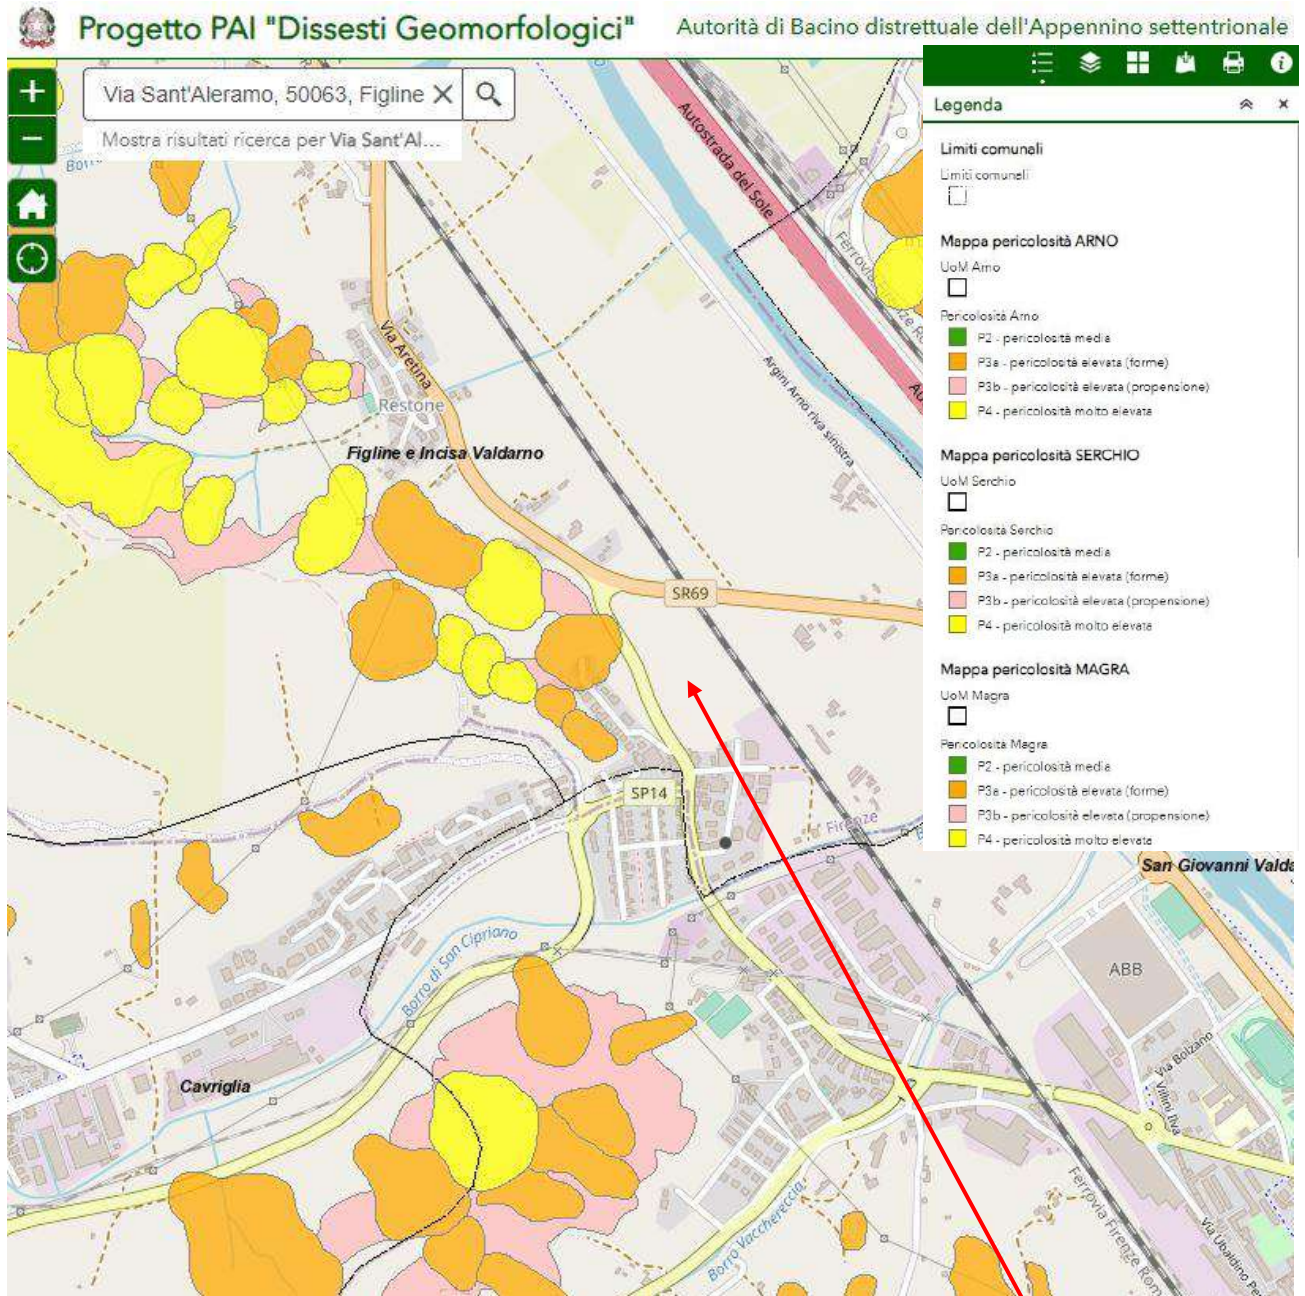 Progetto PAI "Dissesti Geomorfologici"
Autorità di Bacino distrettuale dell'Appennino settentrionale
+
Via Sant'Aleramo, 50063, Figline
Mostra risultati ricerca per Via Sant'Al...
−
Legenda
Limiti comunali
Limiti comunali
Mappa pericolosità ARNO
UoM Arno
Pericolosità Arno
P2 - pericolosità media
P3a - pericolosità elevata (forme)
P3b - pericolosità elevata (propensione)
P4 - pericolosità molto elevata
Mappa pericolosità SERCHIO
UoM Serchio
Pericolosità Serchio
P2 - pericolosità media
P3a - pericolosità elevata (forme)
P3b - pericolosità elevata (propensione)
P4 - pericolosità molto elevata
Mappa pericolosità MAGRA
UoM Magra
Pericolosità Magra
P2 - pericolosità media
P3a - pericolosità elevata (forme)
P3b - pericolosità elevata (propensione)
P4 - pericolosità molto elevata
Autostrada del Sole
Via Aretina
Restone
Argini Arno riva sinistra
Figline e Incisa Valdarno
SR69
SP14
Firenze
San Giovanni Valda
Borro di San Cipriano
ABB
Via Bolzano
Villini Ilva
Cavriglia
Borro Vacchereccia
Ferrovia Firenze Rom
Via Ubaldino Pe